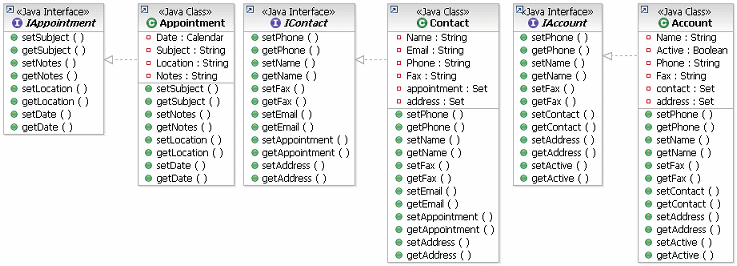 «Java Interface»
IAppointment
setSubject ( )
getSubject ( )
setNotes ( )
getNotes ( )
setLocation ( )
getLocation ( )
setDate ( )
getDate ( )
«Java Class»
Appointment
Date : Calendar
Subject : String
Location : String
Notes : String
setSubject ( )
getSubject ( )
setNotes ( )
getNotes ( )
setLocation ( )
getLocation ( )
setDate ( )
getDate ( )
«Java Interface»
IContact
setPhone ( )
getPhone ( )
setName ( )
getName ( )
setFax ( )
getFax ( )
setEmail ( )
getEmail ( )
setAppointment ( )
getAppointment ( )
setAddress ( )
getAddress ( )
«Java Class»
Contact
Name : String
Email : String
Phone : String
Fax : String
appointment : Set
address : Set
setPhone ( )
getPhone ( )
setName ( )
getName ( )
setFax ( )
getFax ( )
setEmail ( )
getEmail ( )
setAppointment ( )
getAppointment ( )
setAddress ( )
getAddress ( )
«Java Interface»
IAccount
setPhone ( )
getPhone ( )
setName ( )
getName ( )
setFax ( )
getFax ( )
setContact ( )
getContact ( )
setAddress ( )
getAddress ( )
setActive ( )
getActive ( )
«Java Class»
Account
Name : String
Active : Boolean
Phone : String
Fax : String
contact : Set
address : Set
setPhone ( )
getPhone ( )
setName ( )
getName ( )
setFax ( )
getFax ( )
setContact ( )
getContact ( )
setAddress ( )
getAddress ( )
setActive ( )
getActive ( )